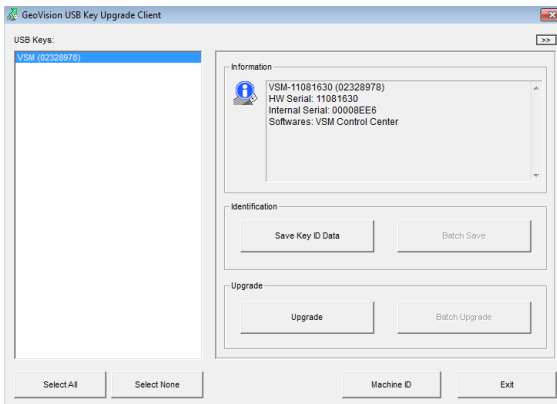 GeoVision USB Key Upgrade Client
USB Keys:
>>
VSM (02328978)
Information
VSM-11081630 (02328978)
HW Serial: 11081630
Internal Serial: 00008EE6
Softwares: VSM Control Center
Identification
Save Key ID Data
Batch Save
Upgrade
Upgrade
Batch Upgrade
Select All
Select None
Machine ID
Exit